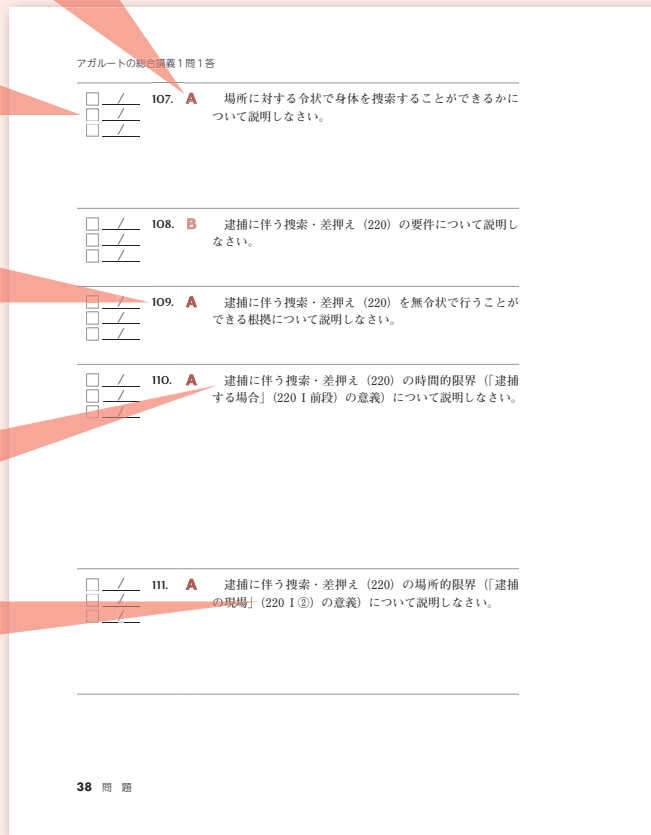 アガルートの総合講義1問1答
107. A 場所に対する令状で身体を捜索することができるかに
ついて説明しなさい。
108. B 逮捕に伴う捜索・差押え（220）の要件について説明し
なさい。
109. A 逮捕に伴う捜索・差押え（220）を無令状で行うことが
できる根拠について説明しなさい。
110. A 逮捕に伴う捜索・差押え（220）の時間的限界（「逮捕
する場合」（220Ⅰ前段）の意義）について説明しなさい。
111. A 逮捕に伴う捜索・差押え（220）の場所的限界（「逮捕
の現場」（220Ⅰ②）の意義）について説明しなさい。
38 問 題